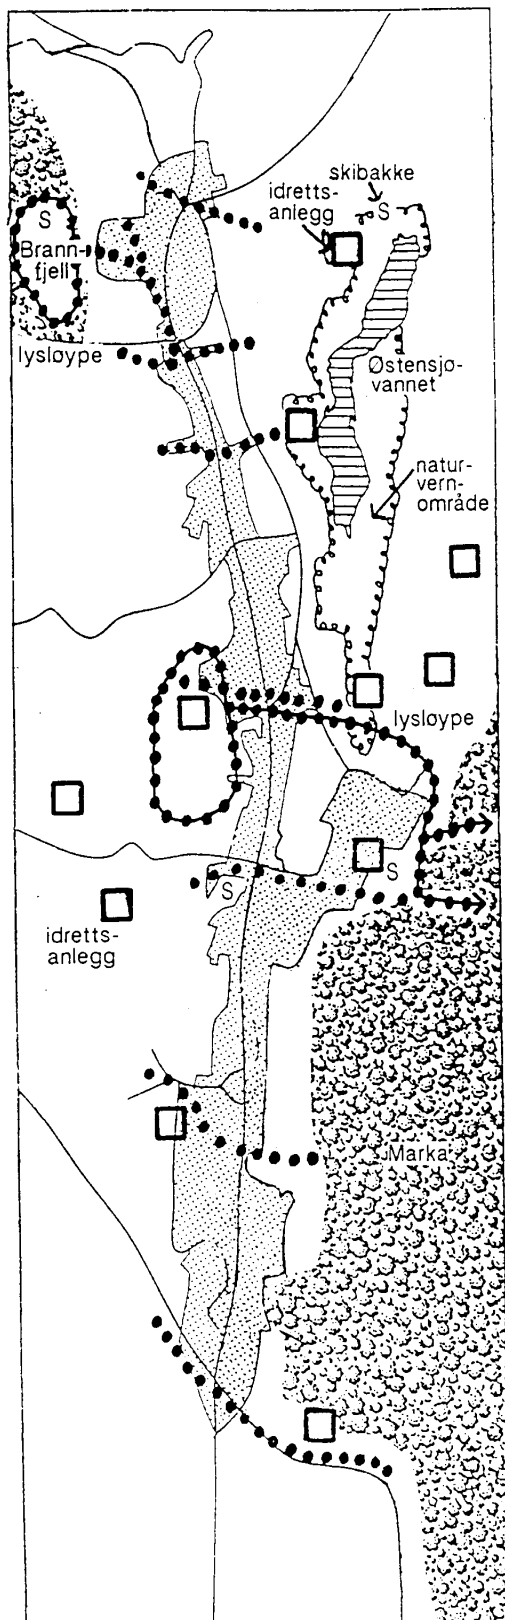 skibakke
idretts-
anlegg
S
S
Brann-
fjell
lysløype
Østensjø-
vannet
natur-
vern-
område
lysløype
S
S
idretts-
anlegg
Marka